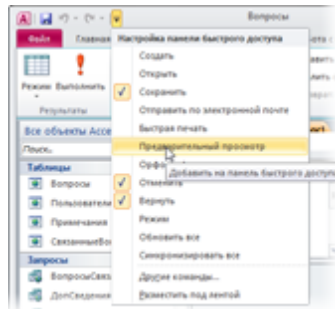 Вопросы
Файл Главная
Настройка панели быстрого доступа
Создать
Открыть
Сохранить
Отправить по электронной почте
Быстрая печать
Предварительный просмотр
Добавить на панель быстрого доступа
Отменить
Вернуть
Режим
Обновить все
Синхронизировать все
Другие команды...
Разместить под лентой
Режим Выполнить
Результаты
Все объекты Acce
Поиск...
Таблицы
Вопросы
Пользователи
Примечания
СвязанныеВо
Запросы
ВопросыСвяз
ДопСведения